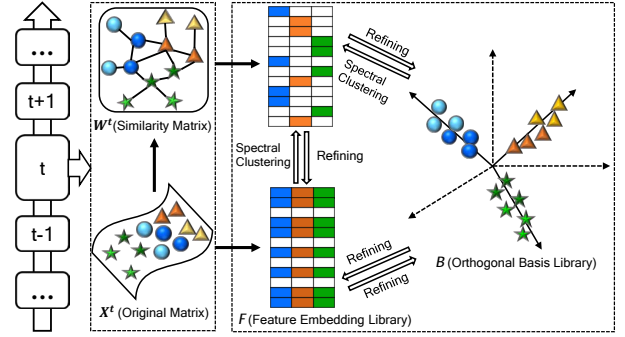 ...
t+1
t
t-1
...
W^t (Similarity Matrix)
X^t (Original Matrix)
Spectral
Clustering
Refining
F (Feature Embedding Library)
Refining
Spectral
Clustering
Refining
Refining
B (Orthogonal Basis Library)